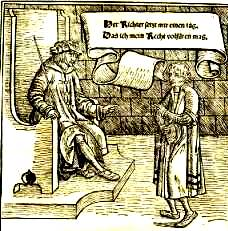 Her Richter setzt mir einen tag,
Das ich mein Recht volfüren mag.